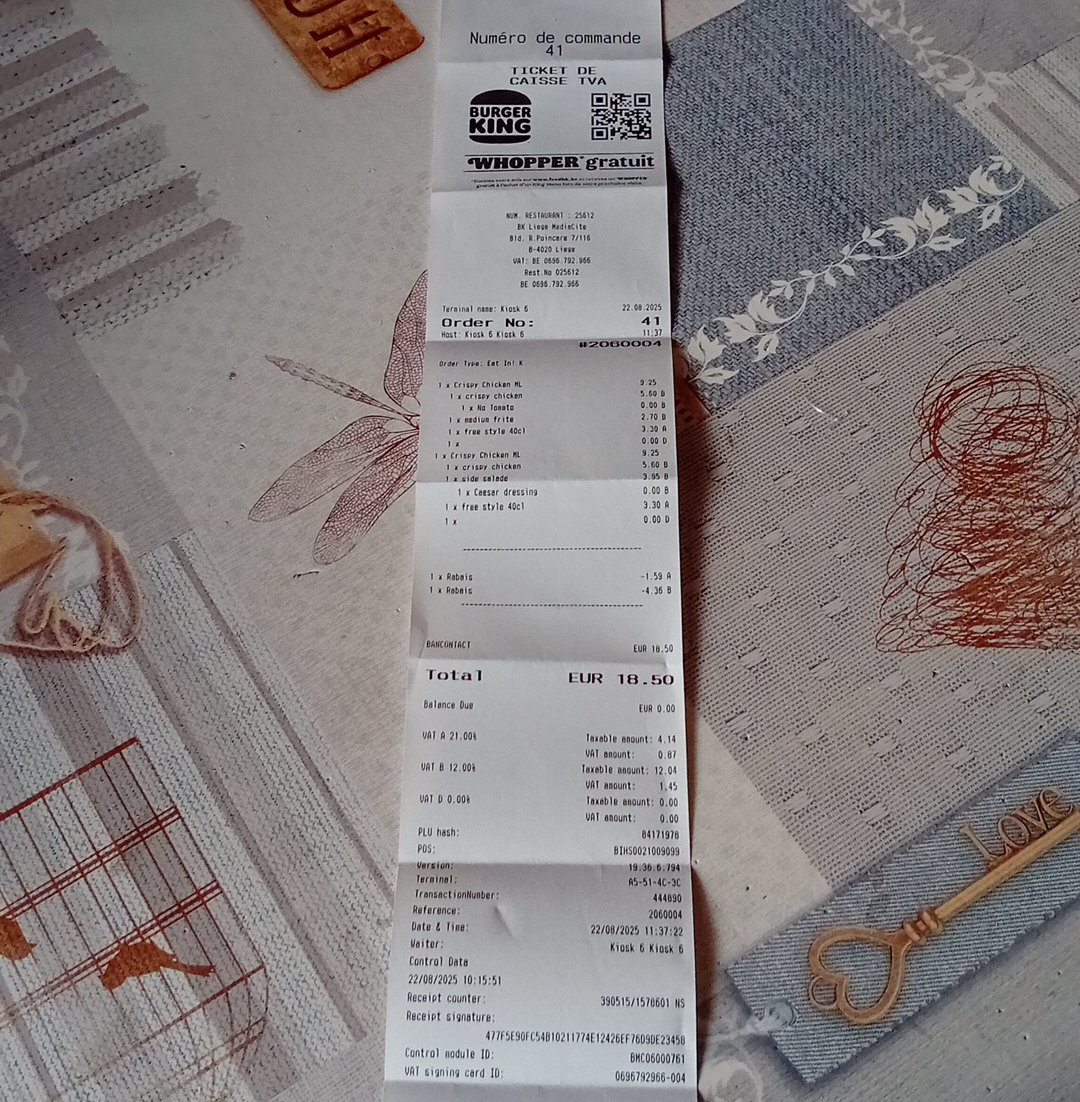 Numéro de commande
41
TICKET DE
CAISSE TVA
BURGER
KING
WHOPPER® gratuit
NUM. RESTAURANT : 25612
BK Liege MediaCite
Bld. R.Poincare 7/116
B-4020 Liege
VAT: BE 0696.792.966
Rest.No 025612
BE 0696.792.966
Terminal name: Kiosk 6 22.08.2025
Order No: 41
Host: Kiosk 6 Kiosk 6 11:37
#2060004
Order Type: Eat In! K
1 x Crispy Chicken ML 9.25
1 x crispy chicken 5.60 B
1 x No Tomato 0.00 B
1 x medium frite 2.70 B
1 x free style 40cl 3.30 A
1 x 0.00 D
1 x Crispy Chicken ML 9.25
1 x crispy chicken 5.60 B
1 x side salade 3.95 B
1 x Caesar dressing 0.00 B
1 x free style 40cl 3.30 A
1 x 0.00 D
1 x Rabais -1.59 A
1 x Rabais -4.36 B
BANCONTACT EUR 18.50
Total EUR 18.50
Balance Due EUR 0.00
VAT A 21.00% Taxable amount: 4.14
VAT amount: 0.87
VAT B 12.00% Taxable amount: 12.04
VAT amount: 1.45
VAT D 0.00% Taxable amount: 0.00
VAT amount: 0.00
PLU hash: 84171978
POS: BIHS0021009099
Version: 19.36.6.794
Terminal: A5-51-4C-3C
TransactionNumber: 444690
Reference: 2060004
Date & Time: 22/08/2025 11:37:22
Waiter: Kiosk 6 Kiosk 6
Control Data
22/08/2025 10:15:51
Receipt counter: 390515/1578601 NS
Receipt signature:
477F5E90FC54B10211774E12426EF76D9DE23450
Control module ID: BMC06000761
VAT signing card ID: 0696792966-004
Love